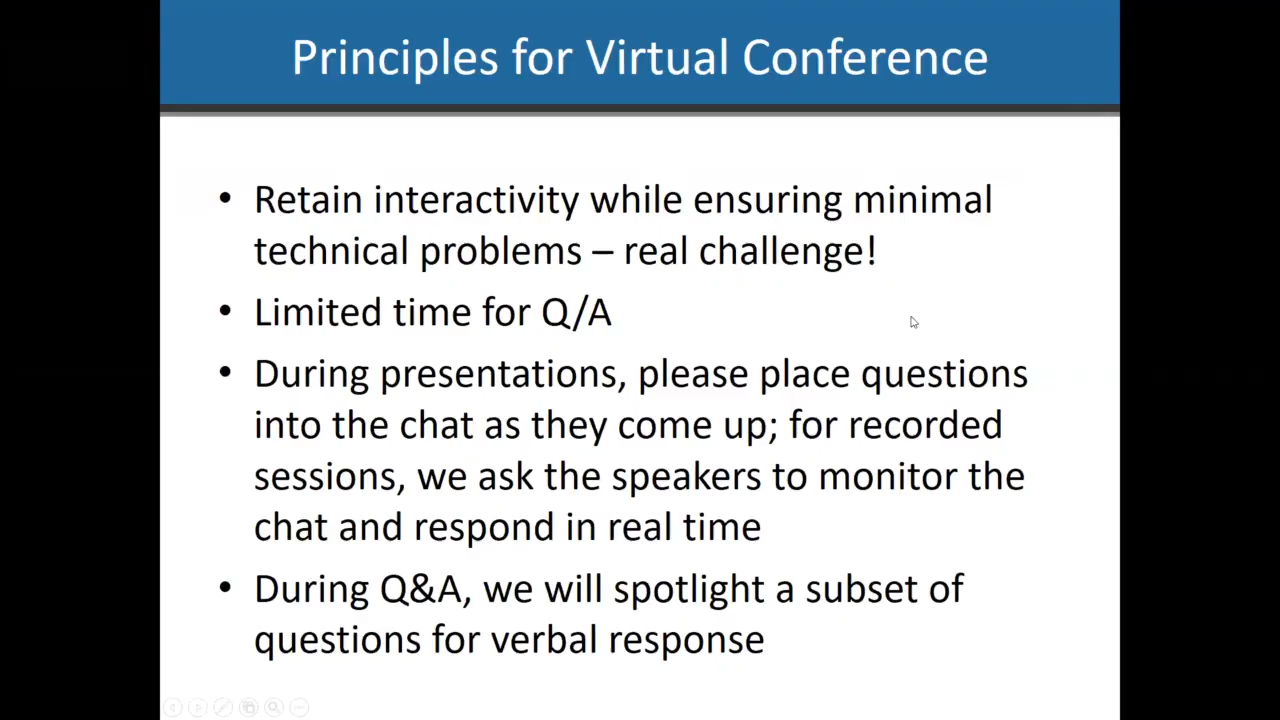 Principles for Virtual Conference
• Retain interactivity while ensuring minimal
technical problems – real challenge!
• Limited time for Q/A
• During presentations, please place questions
into the chat as they come up; for recorded
sessions, we ask the speakers to monitor the
chat and respond in real time
• During Q&A, we will spotlight a subset of
questions for verbal response